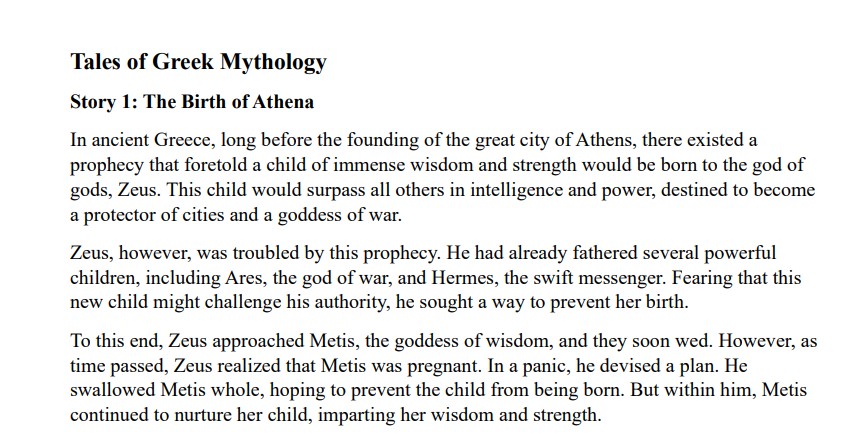 Tales of Greek Mythology
Story 1: The Birth of Athena
In ancient Greece, long before the founding of the great city of Athens, there existed a
prophecy that foretold a child of immense wisdom and strength would be born to the god of
gods, Zeus. This child would surpass all others in intelligence and power, destined to become
a protector of cities and a goddess of war.
Zeus, however, was troubled by this prophecy. He had already fathered several powerful
children, including Ares, the god of war, and Hermes, the swift messenger. Fearing that this
new child might challenge his authority, he sought a way to prevent her birth.
To this end, Zeus approached Metis, the goddess of wisdom, and they soon wed. However, as
time passed, Zeus realized that Metis was pregnant. In a panic, he devised a plan. He
swallowed Metis whole, hoping to prevent the child from being born. But within him, Metis
continued to nurture her child, imparting her wisdom and strength.